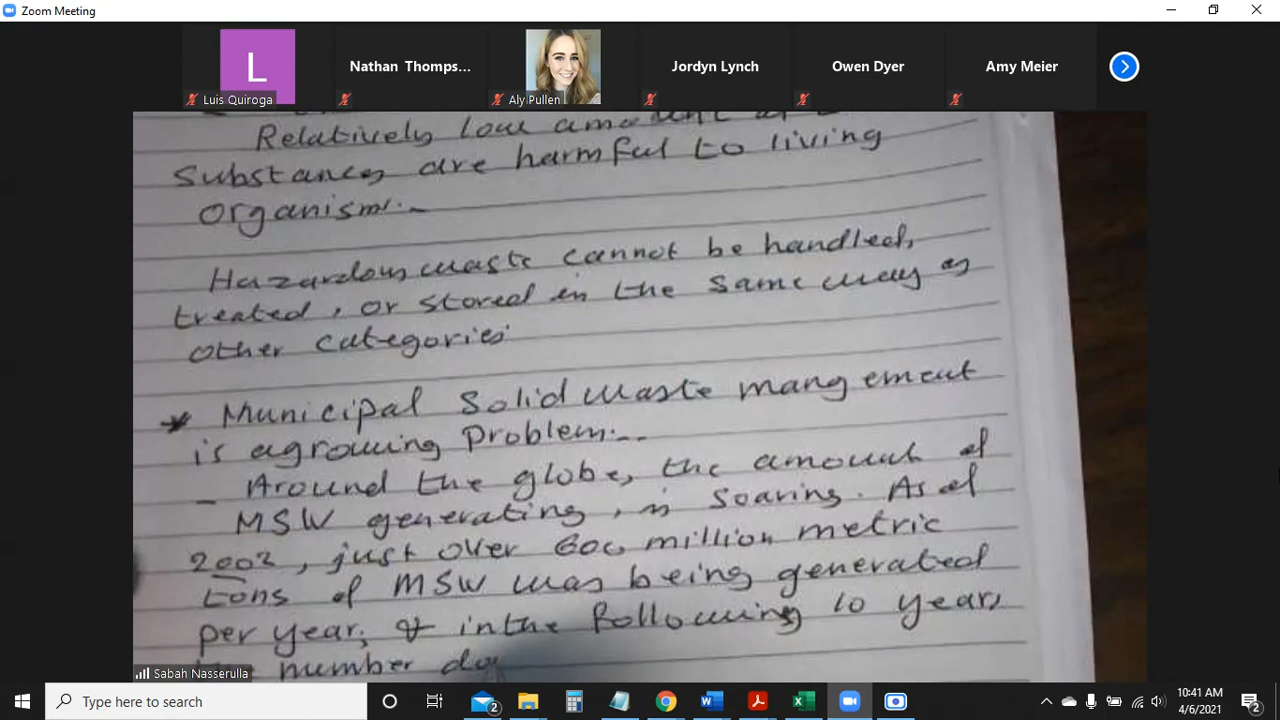 Zoom Meeting
L
Luis Quiroga
Nathan Thomps...
Aly Pullen
Jordyn Lynch
Owen Dyer
Amy Meier
Relatively low amount of
Substances are harmful to living
organism.
Hazardous waste cannot be handled,
treated, or stored in the same way as
other categories
Municipal Solid waste mangement
is a growing Problem...
- Around the globe, the amount of
MSW generating, is soaring. As of
2002, just over 600 million metric
tons of MSW was being generated
per year, & in the following 10 years
number
Sabah Nasserulla
Type here to search
2
10:41 AM
4/6/2021
2